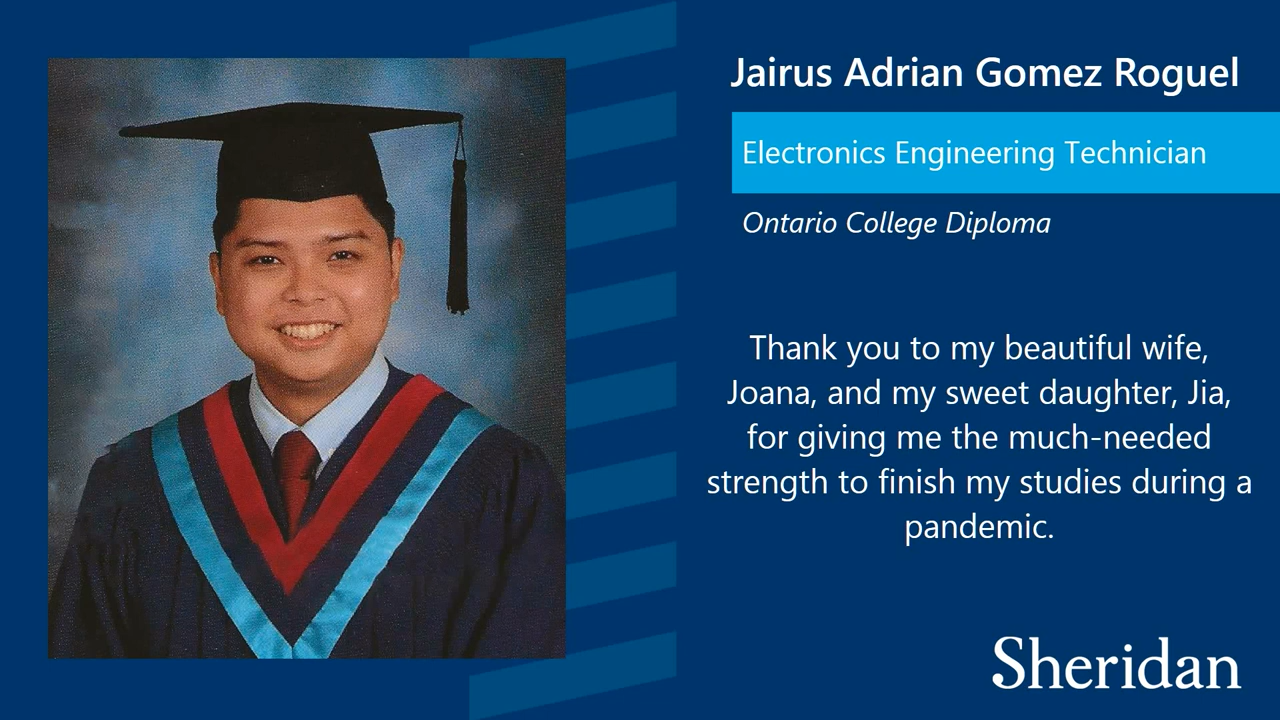 Jairus Adrian Gomez Roguel
Electronics Engineering Technician
Ontario College Diploma
Thank you to my beautiful wife,
Joana, and my sweet daughter, Jia,
for giving me the much-needed
strength to finish my studies during a
pandemic.
Sheridan